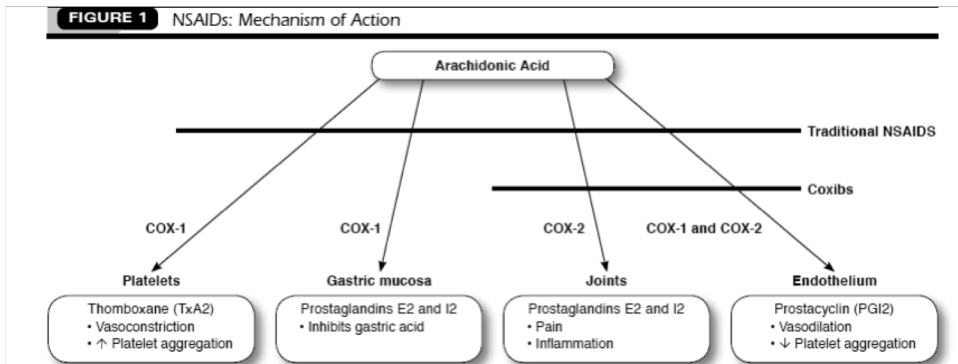 FIGURE 1 NSAIDs: Mechanism of Action
Arachidonic Acid
Traditional NSAIDS
Coxibs
COX-1
COX-1
COX-2
COX-1 and COX-2
Platelets
Thomboxane (TxA2)
• Vasoconstriction
• ↑ Platelet aggregation
Gastric mucosa
Prostaglandins E2 and I2
• Inhibits gastric acid
Joints
Prostaglandins E2 and I2
• Pain
• Inflammation
Endothelium
Prostacyclin (PGI2)
• Vasodilation
• ↓ Platelet aggregation